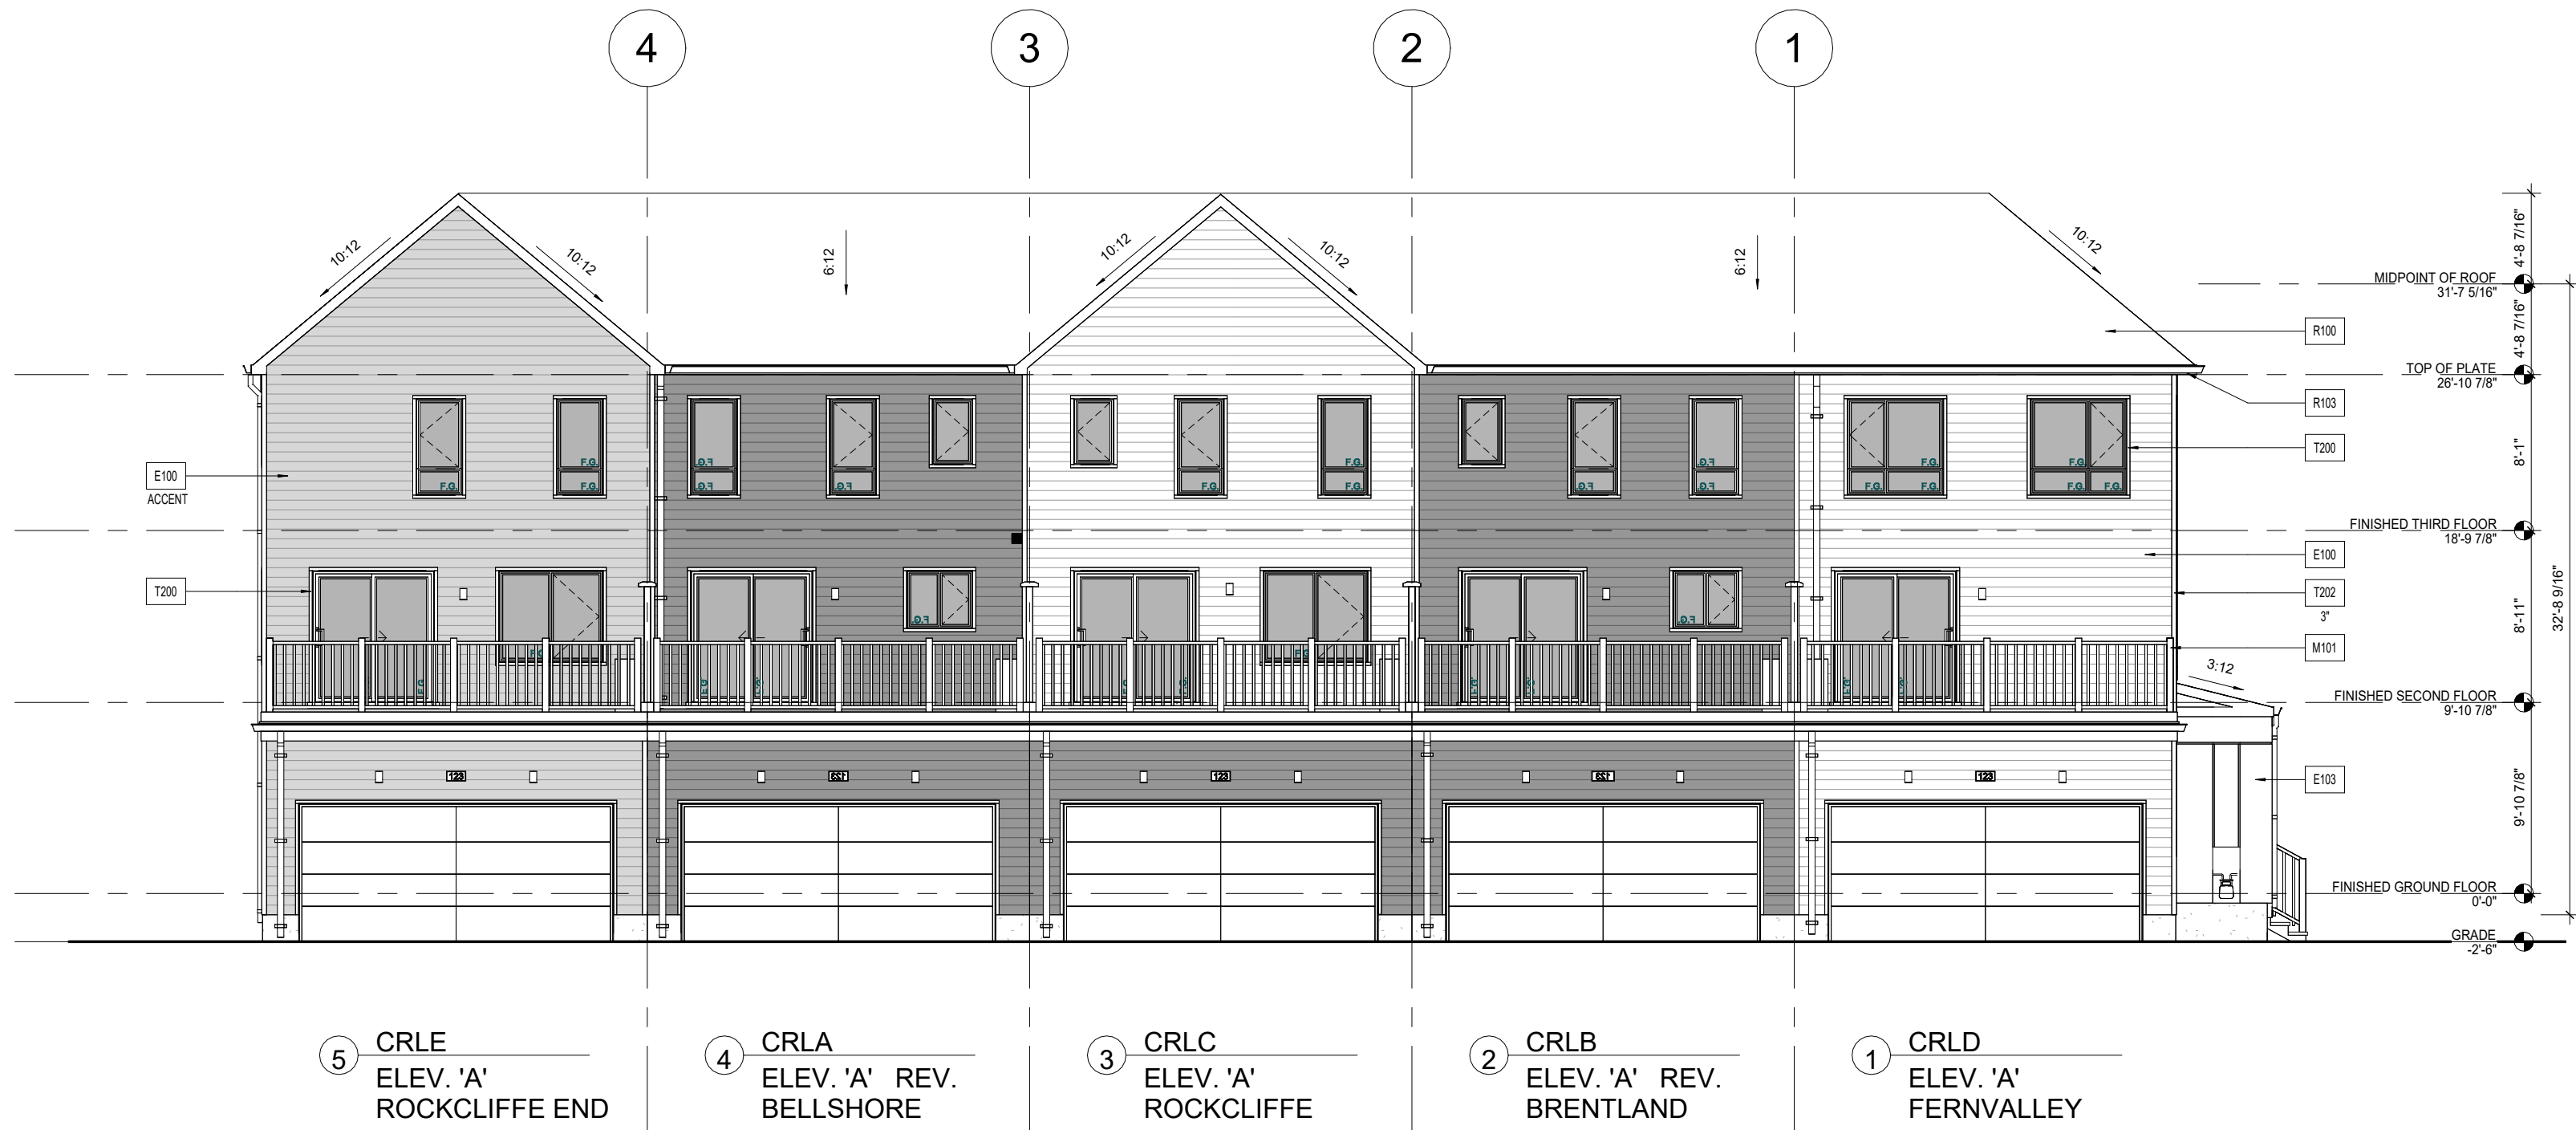 4
3
2
1
10:12
10:12
6:12
10:12
10:12
6:12
10:12
4'-8 7/16"
MIDPOINT OF ROOF
31'-7 5/16"
R100
4'-8 7/16"
TOP OF PLATE
26'-10 7/8"
R103
T200
8'-1"
E100
ACCENT
F.G.
F.G. F.G.
F.G.
F.G. F.G.
F.G.
F.G. F.G.
F.G.
F.G. F.G.
F.G. F.G.
F.G. F.G.
F.G. F.G.
FINISHED THIRD FLOOR
18'-9 7/8"
E100
T200
T202
3"
8'-11"
32'-8 9/16"
F.G.
F.G.
F.G.
F.G.
M101
3:12
FINISHED SECOND FLOOR
9'-10 7/8"
123
123
123
123
123
E103
9'-10 7/8"
FINISHED GROUND FLOOR
0'-0"
GRADE
-2'-6"
5 CRLE
ELEV. 'A'
ROCKCLIFFE END
4 CRLA
ELEV. 'A' REV.
BELLSHORE
3 CRLC
ELEV. 'A'
ROCKCLIFFE
2 CRLB
ELEV. 'A' REV.
BRENTLAND
1 CRLD
ELEV. 'A'
FERNVALLEY